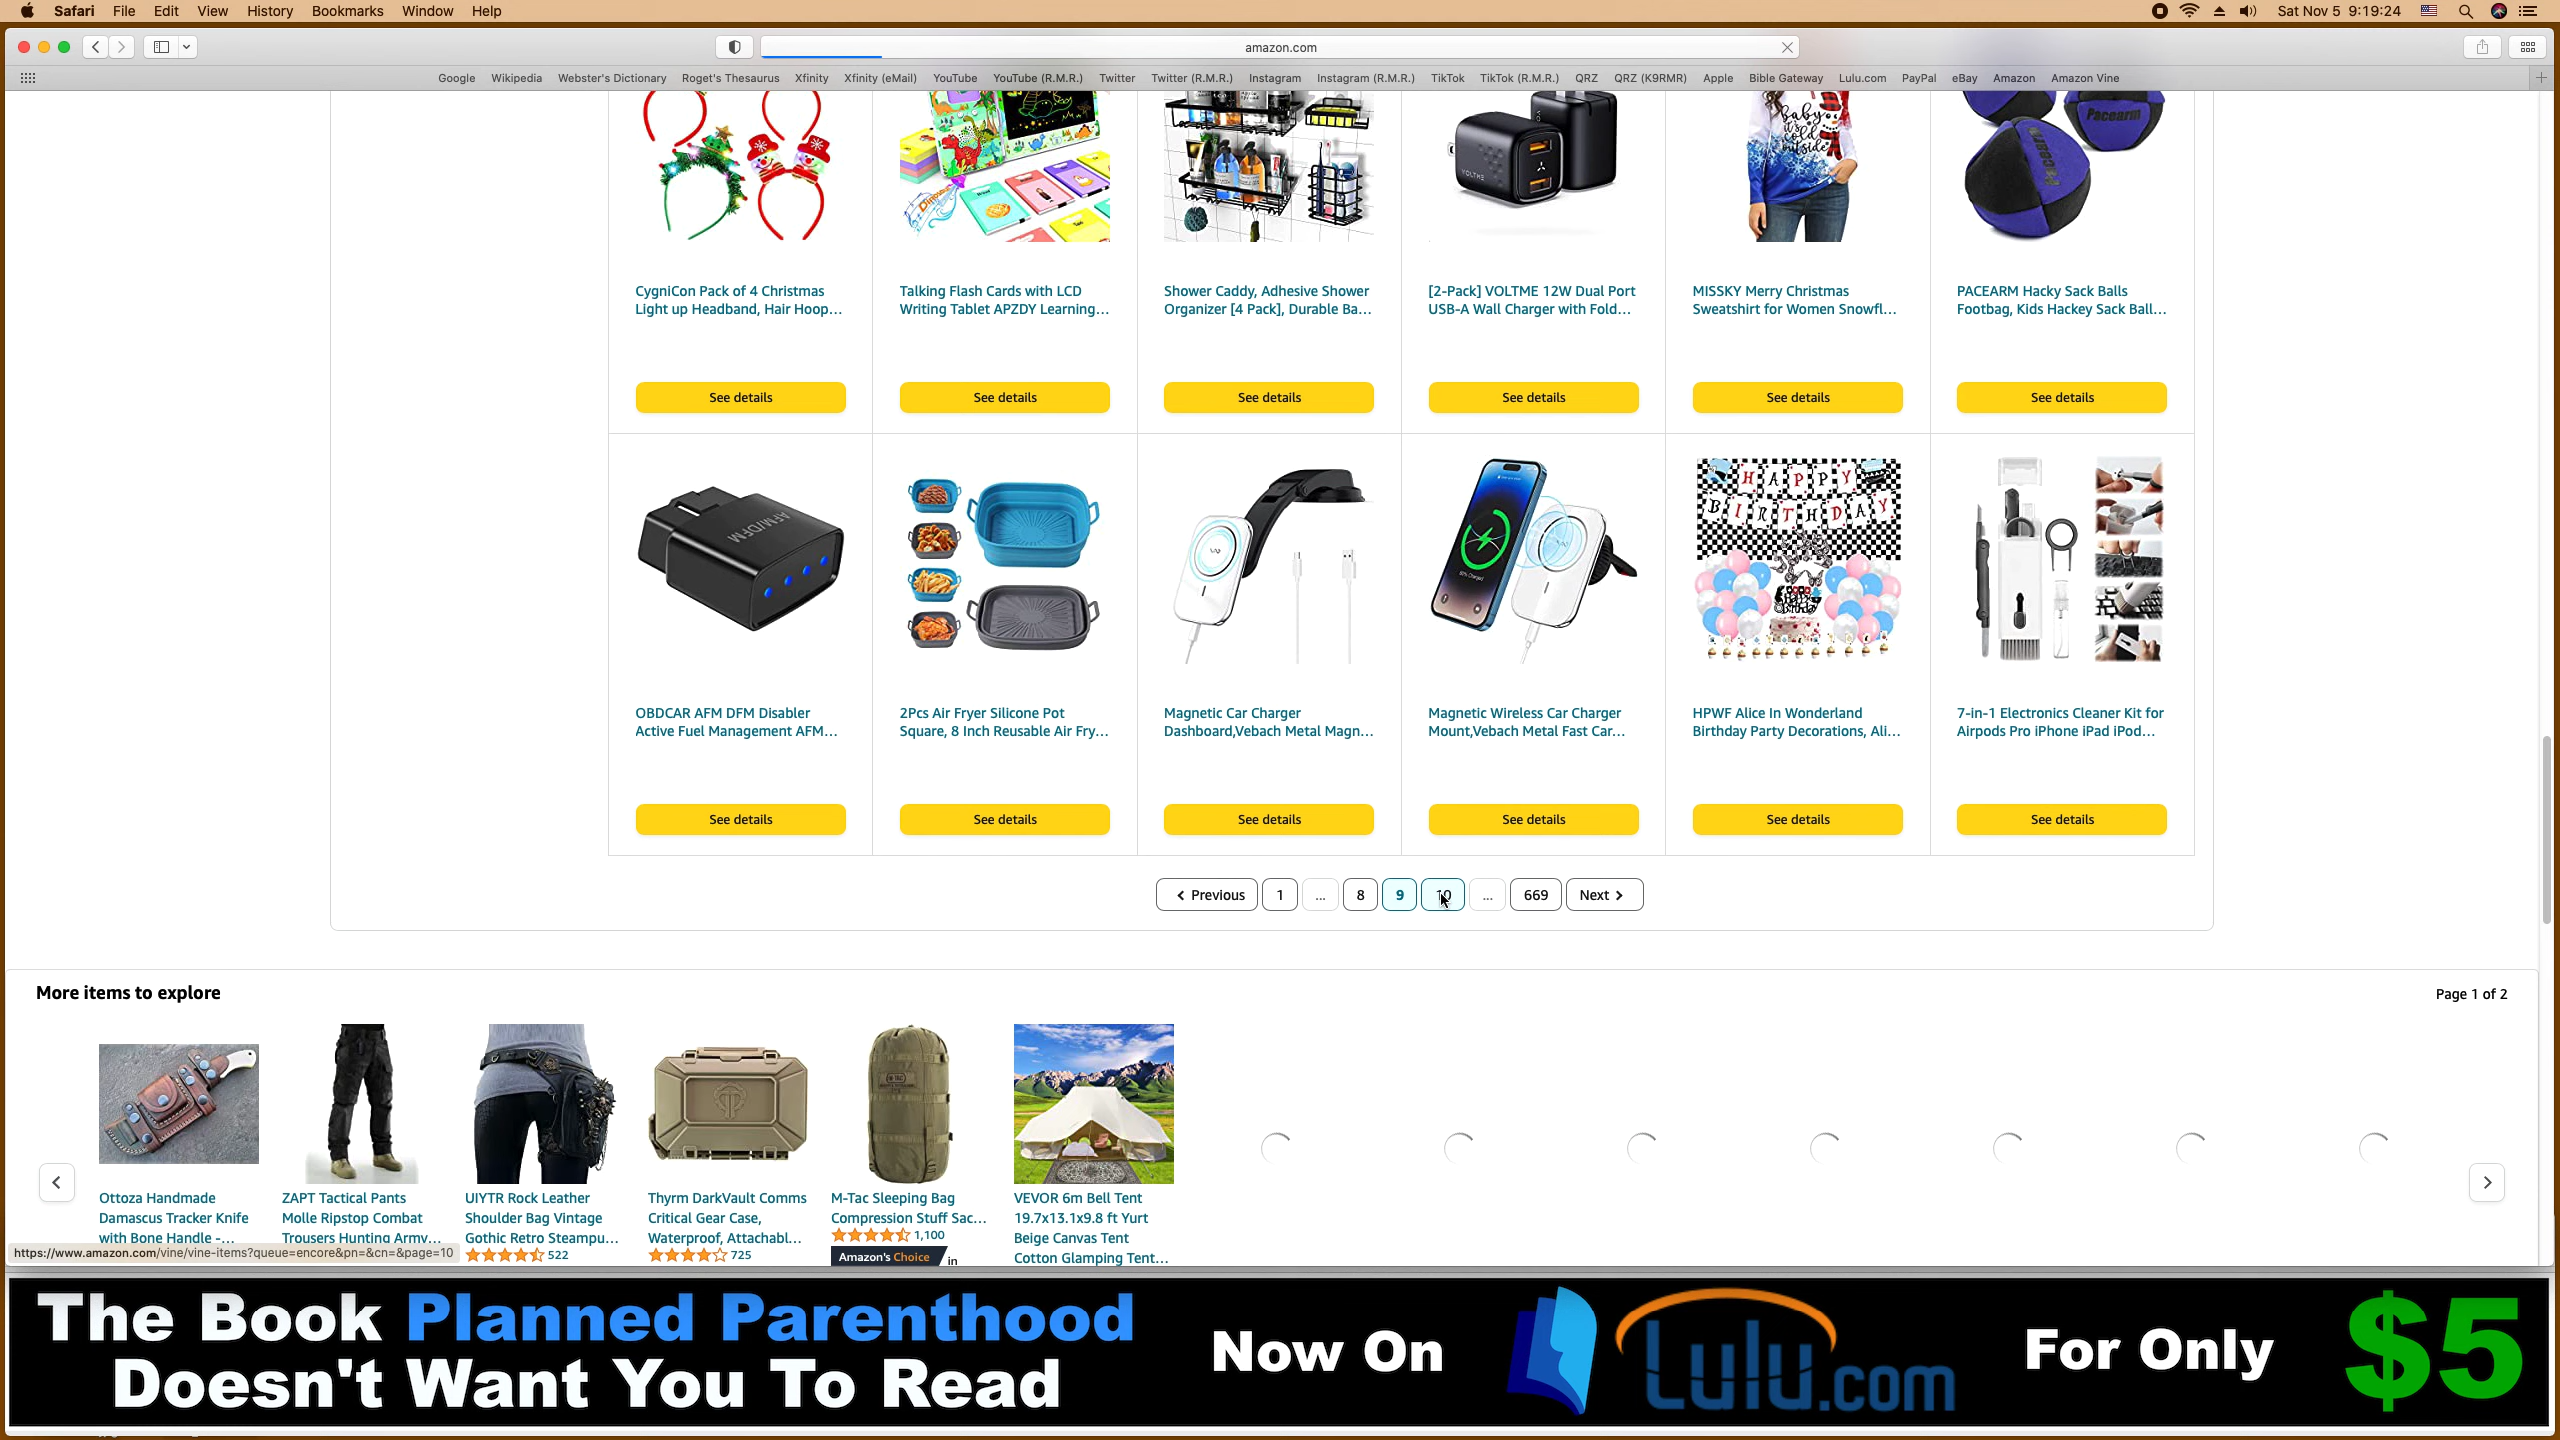 Safari File Edit View History Bookmarks Window Help
Sat Nov 5 9:19:24
amazon.com
Google Wikipedia Webster's Dictionary Roget's Thesaurus Xfinity Xfinity (eMail) YouTube YouTube (R.M.R.) Twitter Twitter (R.M.R.) Instagram Instagram (R.M.R.) TikTok TikTok (R.M.R.) QRZ QRZ (K9RMR) Apple Bible Gateway Lulu.com PayPal eBay Amazon Amazon Vine
Baby
it's cold
outside
Pacearm
VOLTME
CygniCon Pack of 4 Christmas
Light up Headband, Hair Hoop...
Talking Flash Cards with LCD
Writing Tablet APZDY Learning...
Shower Caddy, Adhesive Shower
Organizer [4 Pack], Durable Ba...
[2-Pack] VOLTME 12W Dual Port
USB-A Wall Charger with Fold...
MISSKY Merry Christmas
Sweatshirt for Women Snowfl...
PACEARM Hacky Sack Balls
Footbag, Kids Hackey Sack Ball...
See details See details See details See details See details See details
AFM/DFM
HAPPY
BIRTHDAY
OBDCAR AFM DFM Disabler
Active Fuel Management AFM...
2Pcs Air Fryer Silicone Pot
Square, 8 Inch Reusable Air Fry...
Magnetic Car Charger
Dashboard,Vebach Metal Magn...
Magnetic Wireless Car Charger
Mount,Vebach Metal Fast Car...
HPWF Alice In Wonderland
Birthday Party Decorations, Ali...
7-in-1 Electronics Cleaner Kit for
Airpods Pro iPhone iPad iPod...
See details See details See details See details See details See details
Previous 1 ... 8 9 10 ... 669 Next
More items to explore
Page 1 of 2
Ottoza Handmade
Damascus Tracker Knife
with Bone Handle -...
ZAPT Tactical Pants
Molle Ripstop Combat
Trousers Hunting Army...
UIYTR Rock Leather
Shoulder Bag Vintage
Gothic Retro Steampu...
522
Thyrm DarkVault Comms
Critical Gear Case,
Waterproof, Attachabl...
725
M-Tac Sleeping Bag
Compression Stuff Sac...
1,100
Amazon's Choice in
VEVOR 6m Bell Tent
19.7x13.1x9.8 ft Yurt
Beige Canvas Tent
Cotton Glamping Tent...
https://www.amazon.com/vine/vine-items?queue=encore&pn=&cn=&page=10
The Book Planned Parenthood
Doesn't Want You To Read
Now On
Lulu.com
For Only
$5